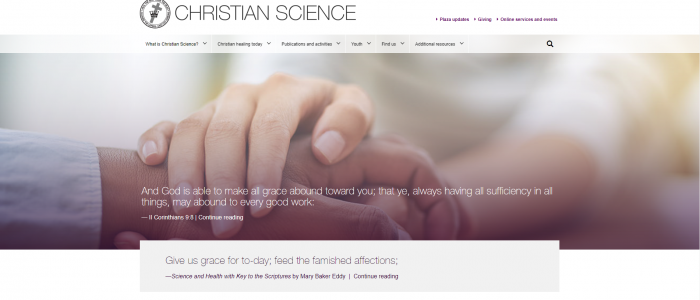 CHRISTIAN SCIENCE
Plaza updates Giving Online services and events
What is Christian Science? Christian healing today Publications and activities Youth Find us Additional resources
And God is able to make all grace abound toward you; that ye, always having all sufficiency in all
things, may abound to every good work:
— II Corinthians 9:8 | Continue reading
Give us grace for to-day; feed the famished affections;
—Science and Health with Key to the Scriptures by Mary Baker Eddy | Continue reading